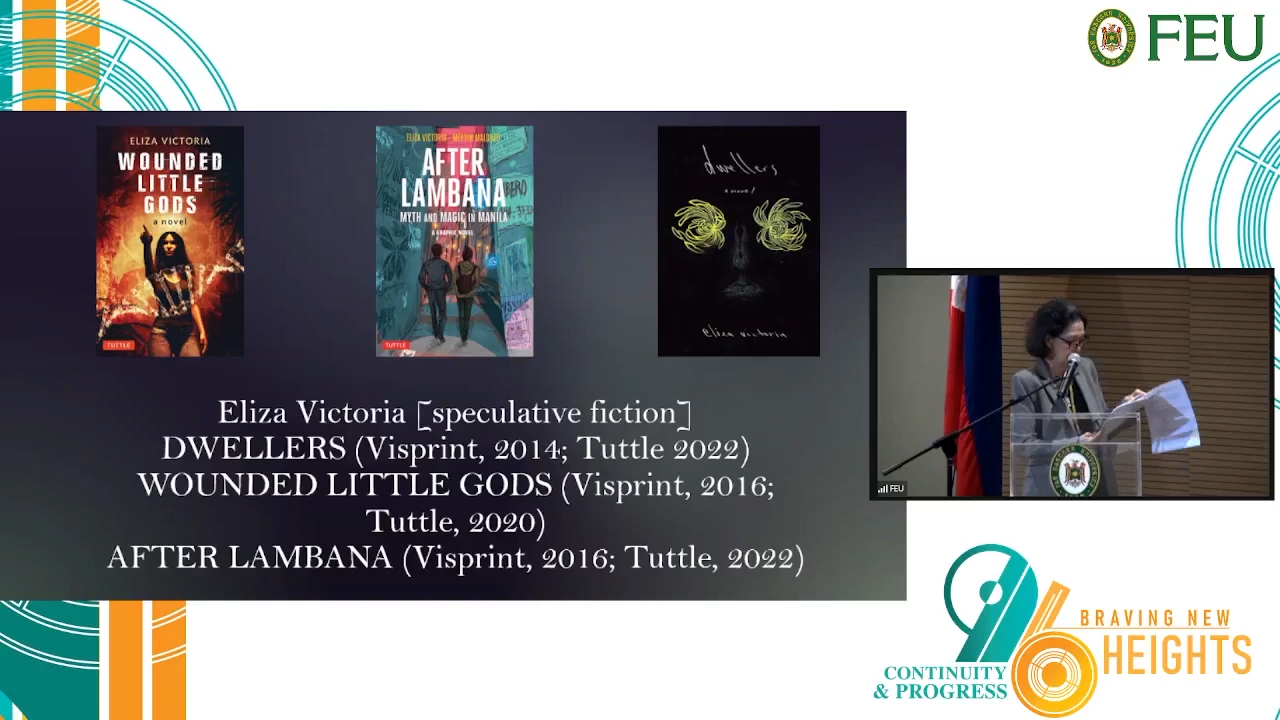 FEU
ELIZA VICTORIA
WOUNDED
LITTLE
GODS
a novel
TUTTLE
ELIZA VICTORIA
AFTER
LAMBANA
MYTH AND MAGIC IN MANILA
A GRAPHIC NOVEL
TUTTLE
dwellers
a novel
eliza victoria
Eliza Victoria [speculative fiction]
DWELLERS (Visprint, 2014; Tuttle 2022)
WOUNDED LITTLE GODS (Visprint, 2016;
Tuttle, 2020)
AFTER LAMBANA (Visprint, 2016; Tuttle, 2022)
FEU
96
BRAVING NEW
HEIGHTS
CONTINUITY
& PROGRESS